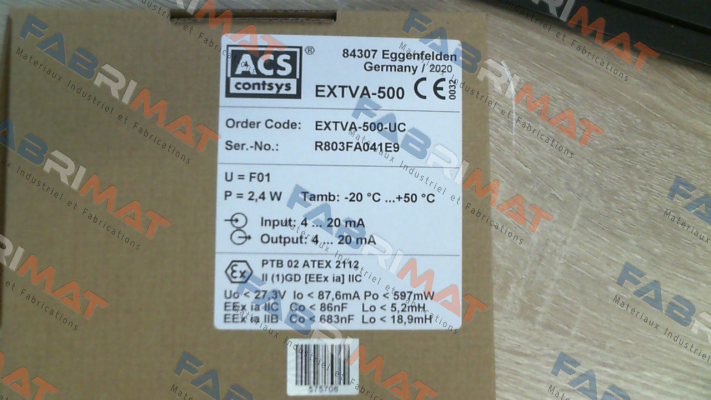 ACS ®
contsys
84307 Eggenfelden
Germany / 2020
EXTVA-500 CE 0032
Order Code: EXTVA-500-UC
Ser.-No.: R803FA041E9
U = F01
P = 2,4 W Tamb: -20 °C ...+50 °C
Input: 4 ... 20 mA
Output: 4 ... 20 mA
Ex
PTB 02 ATEX 2112
II (1)GD [EEx ia] IIC
Uo < 27,3V Io < 87,6mA Po < 597mW
EEx ia IIC Co < 86nF Lo < 5,2mH
EEx ia IIB Co < 683nF Lo < 18,9mH
575708
FABRIMAT
Materiaux Industriel et Fabrications